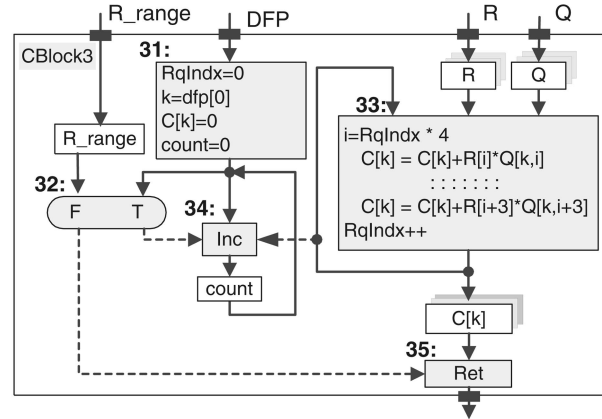 R_range
DFP
R
Q
CBlock3
31:
RqIndx=0
k=dfp[0]
C[k]=0
count=0
R
Q
33:
i=RqIndx * 4
C[k] = C[k]+R[i]*Q[k,i]
: : : : : : :
C[k] = C[k]+R[i+3]*Q[k,i+3]
RqIndx++
R_range
32:
F T
34:
Inc
count
C[k]
35:
Ret